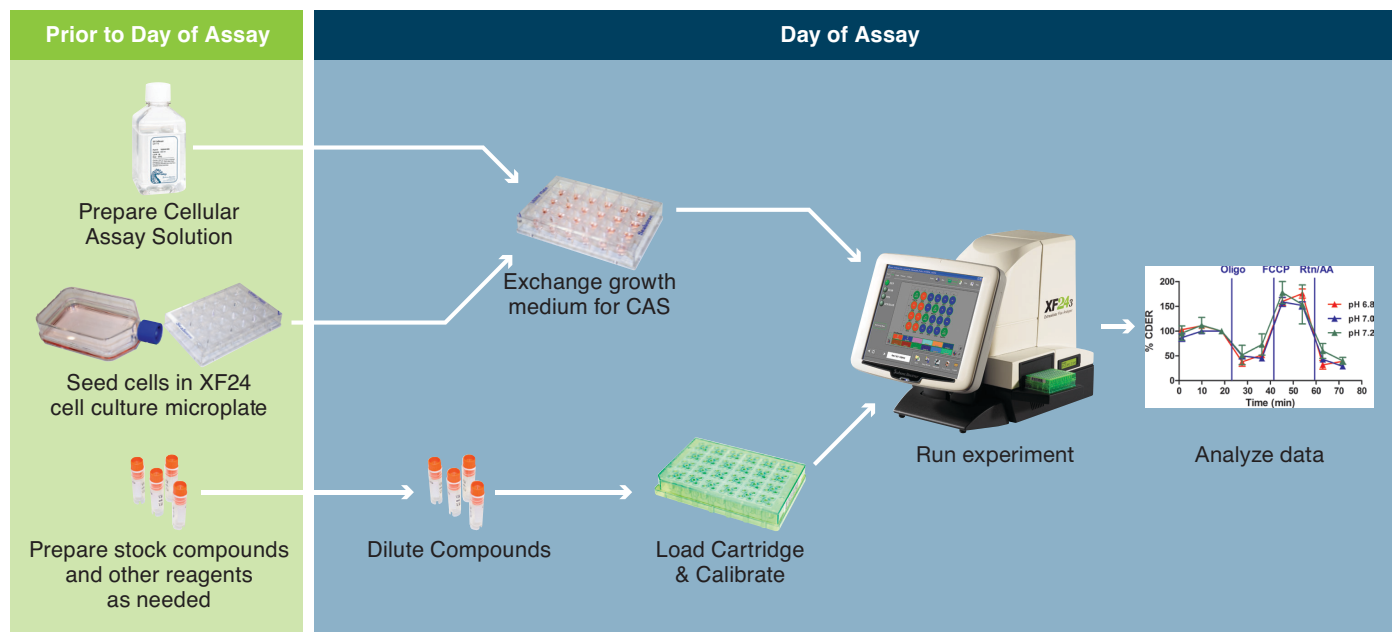 Prior to Day of Assay
Day of Assay
Prepare Cellular
Assay Solution
Exchange growth
medium for CAS
Seed cells in XF24
cell culture microplate
XF24 3
Run experiment
Oligo FCCP Rtn/AA
200
150
100
50
0
% CDER
0 10 20 30 40 50 60 70 80
Time (min)
pH 6.8
pH 7.0
pH 7.2
Analyze data
Prepare stock compounds
and other reagents
as needed
Dilute Compounds
Load Cartridge
& Calibrate